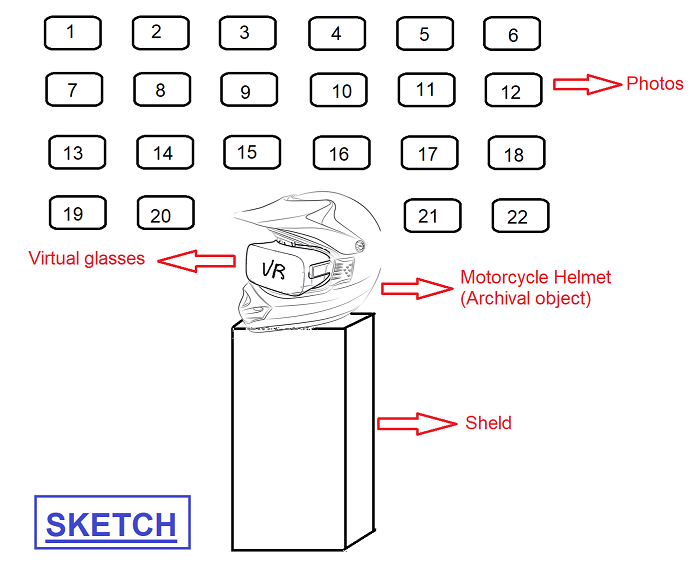 1 2 3 4 5 6
7 8 9 10 11 12
Photos
13 14 15 16 17 18
19 20 21 22
Virtual glasses
VR
Motorcycle Helmet
(Archival object)
Sheld
SKETCH